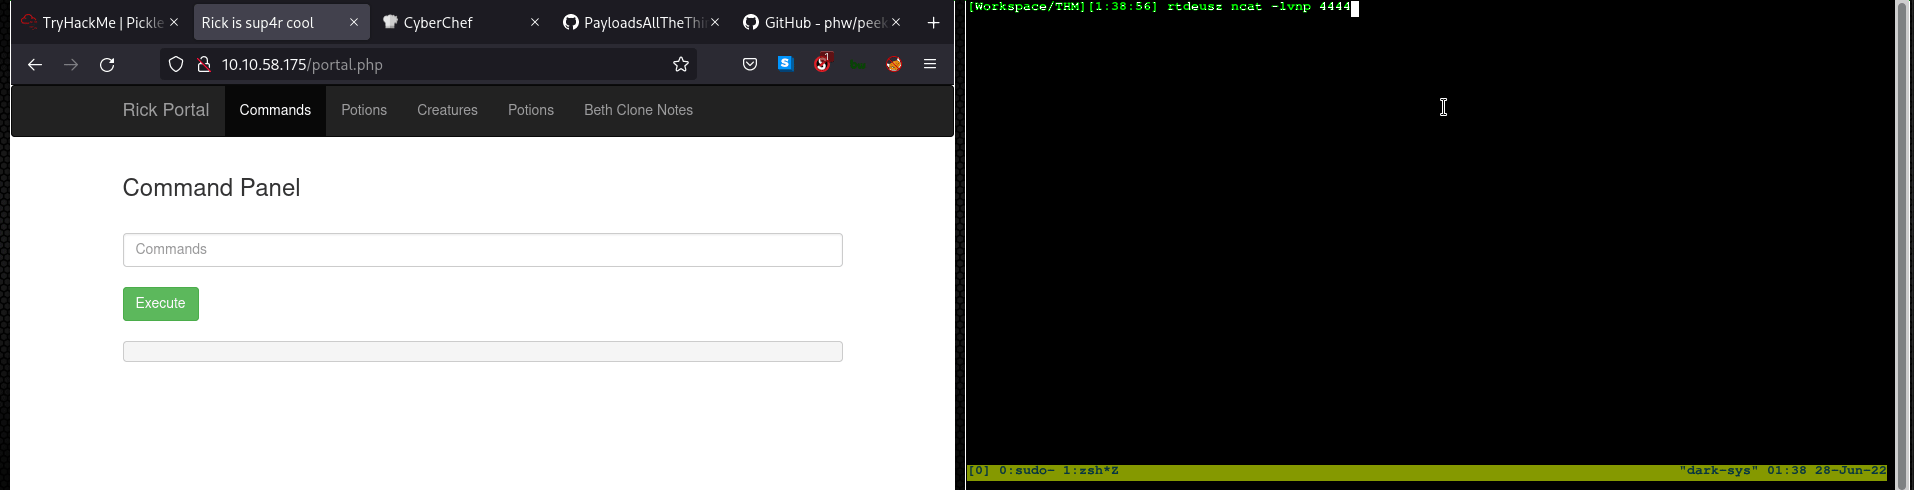 TryHackMe | Pickle
Rick is sup4r cool
CyberChef
PayloadsAllTheThi
GitHub - phw/peek
10.10.58.175/portal.php
S
1
Rick Portal
Commands
Potions
Creatures
Potions
Beth Clone Notes
Command Panel
Commands
Execute
[Workspace/THM][1:38:56] rtdeusz ncat -lvnp 4444
[0] 0:sudo- 1:zsh*Z
"dark-sys" 01:38 28-Jun-22